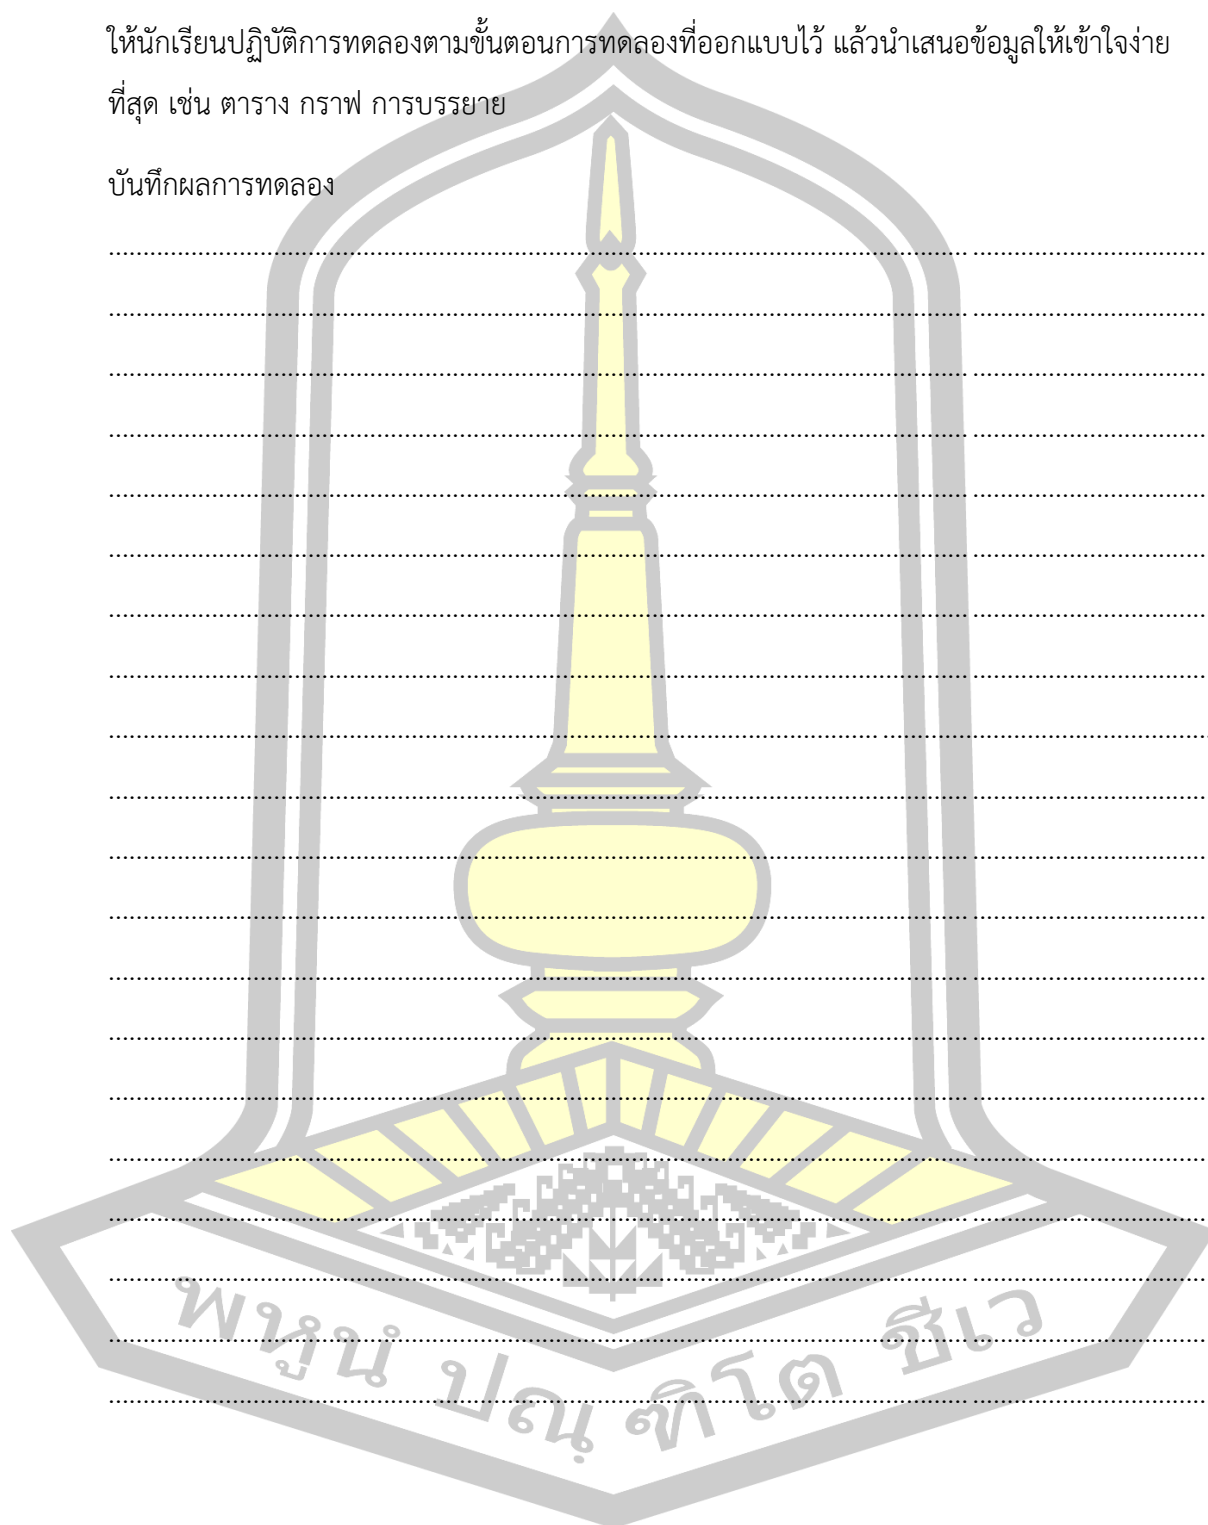 ให้นักเรียนปฏิบัติการทดลองตามขั้นตอนการทดลองที่ออกแบบไว้ แล้วนำเสนอข้อมูลให้เข้าใจง่าย
ที่สุด เช่น ตาราง กราฟ การบรรยาย
บันทึกผลการทดลอง
พหูนํ ปณฺฑิโต ชีเว